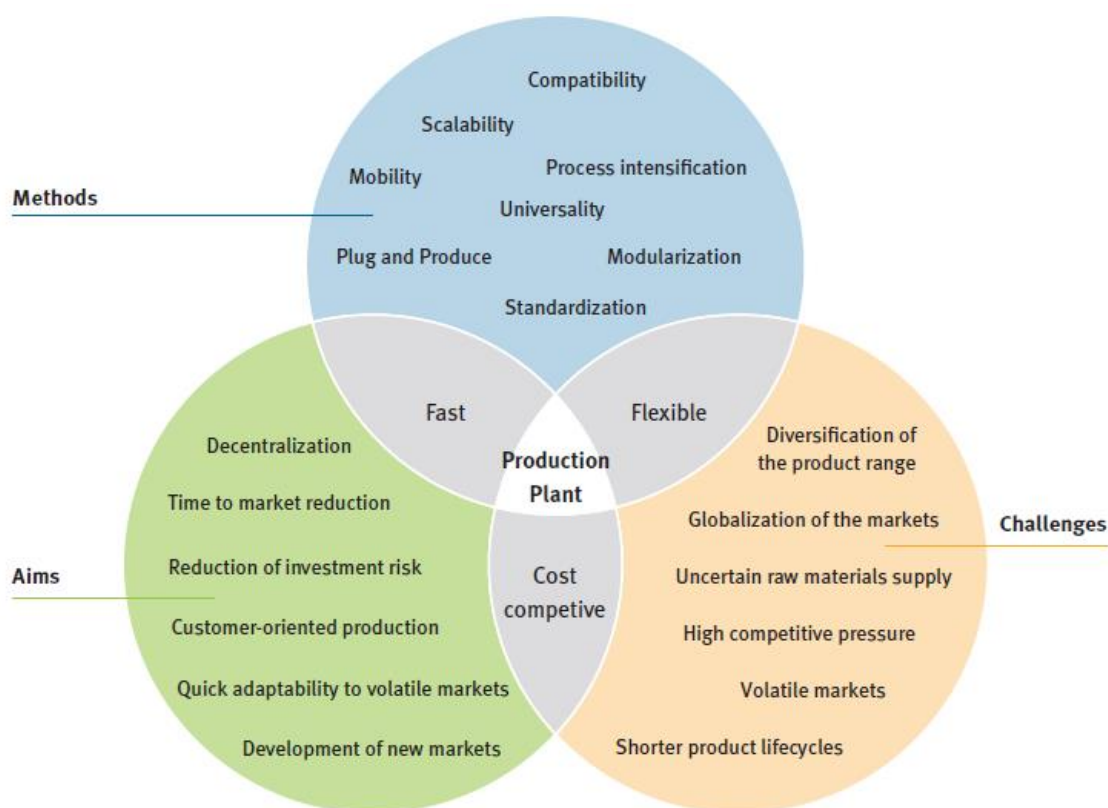 Compatibility
Scalability
Process intensification
Mobility
Methods
Universality
Plug and Produce
Modularization
Standardization
Fast
Flexible
Decentralization
Diversification of
the product range
Production
Plant
Time to market reduction
Globalization of the markets
Challenges
Reduction of investment risk
Aims
Cost
competive
Uncertain raw materials supply
Customer-oriented production
High competitive pressure
Quick adaptability to volatile markets
Volatile markets
Development of new markets
Shorter product lifecycles